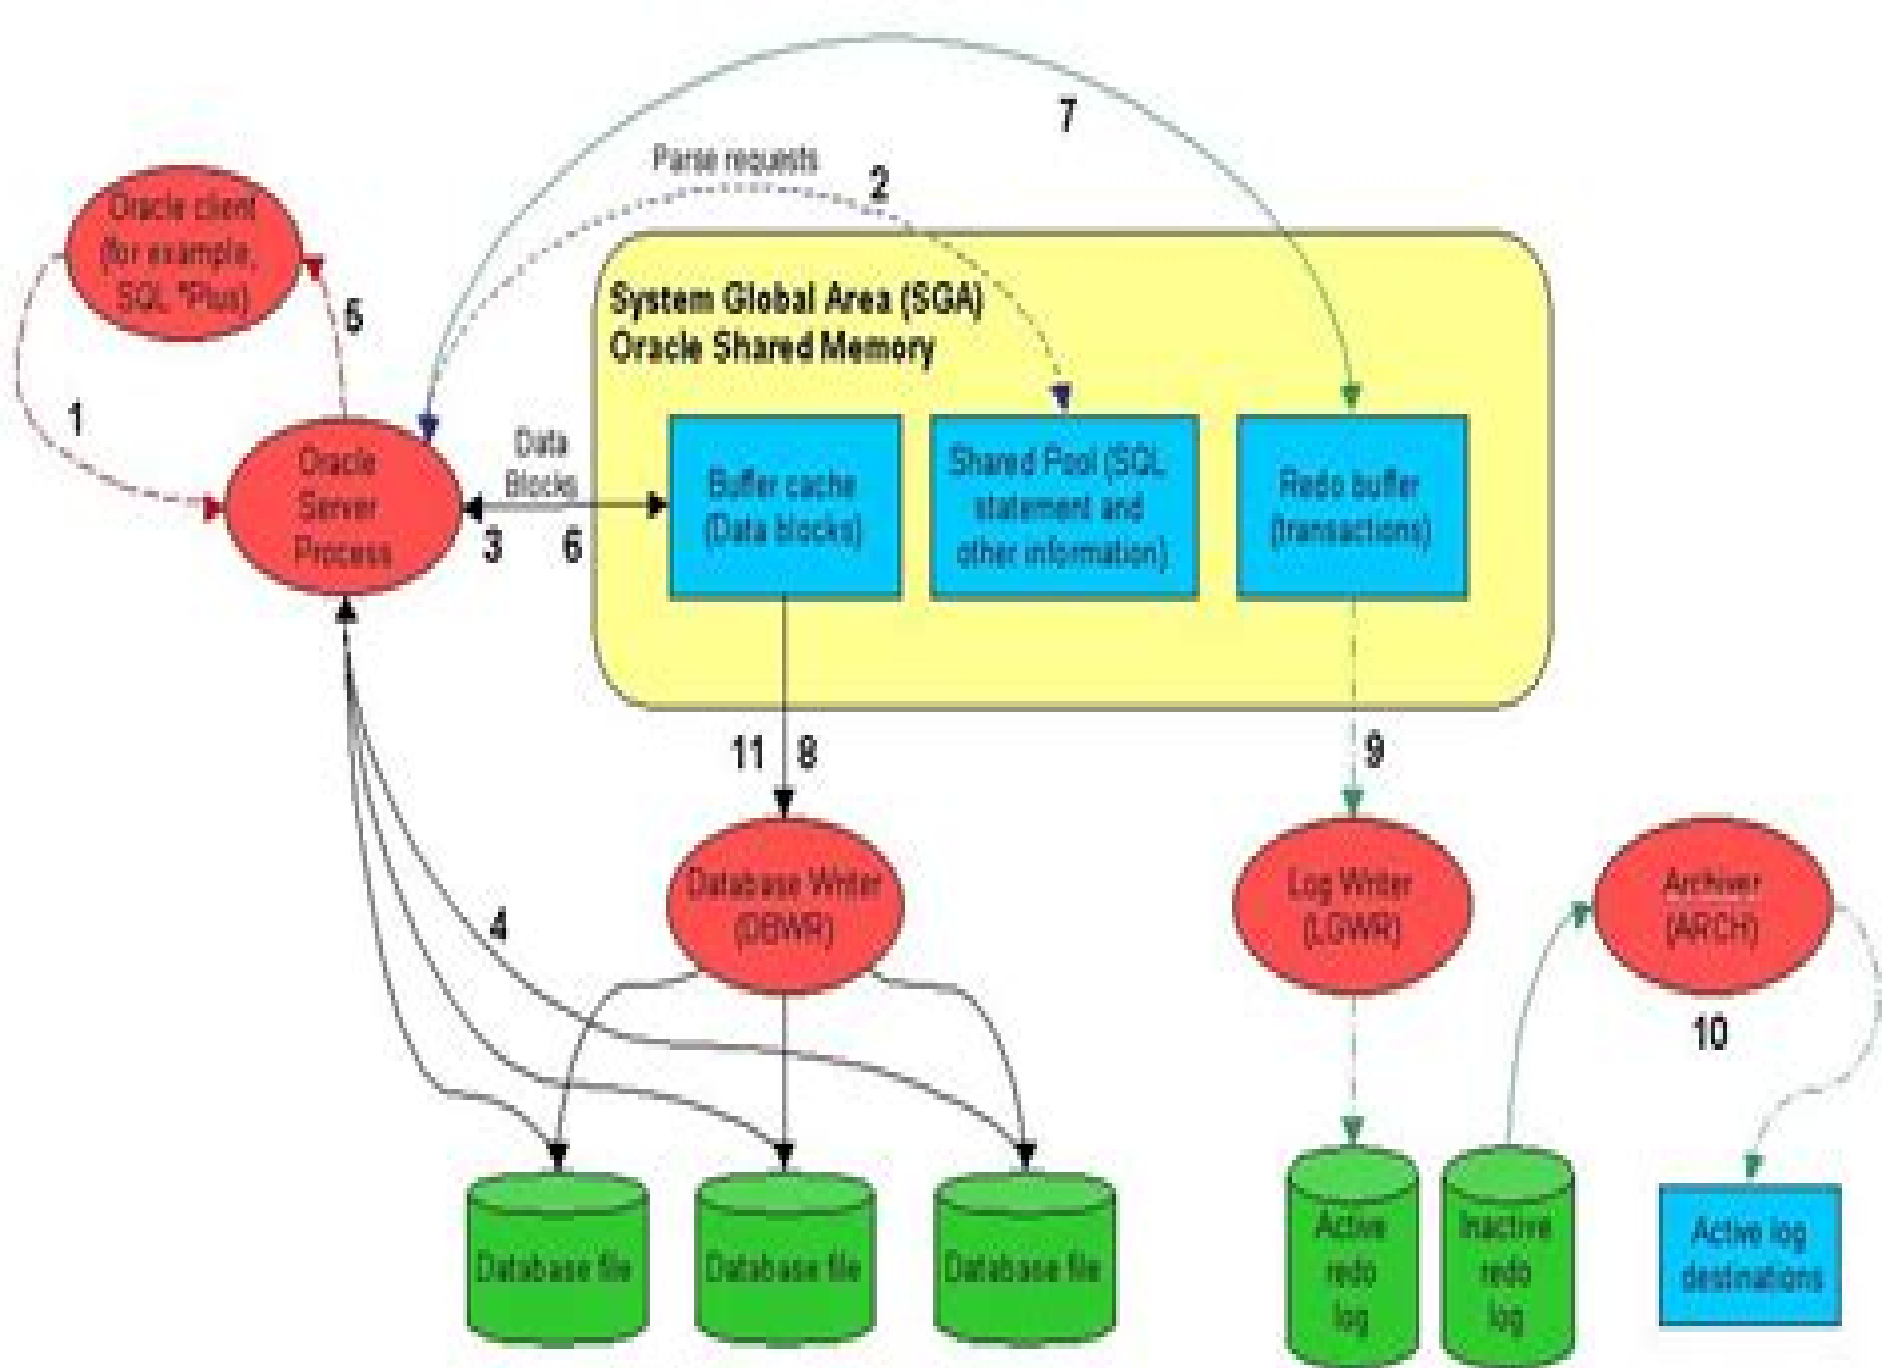 7
Parse requests
2
Oracle client
(for example,
SQL *Plus)
System Global Area (SGA)
Oracle Shared Memory
5
1
Data
Blocks
Oracle
Server
Process
3
6
Buffer cache
(Data blocks)
Shared Pool (SQL
statement and
other information)
Redo buffer
(transactions)
11
8
9
Database Writer
(DBWR)
Log Writer
(LGWR)
Archiver
(ARCH)
4
10
Database file
Database file
Database file
Active
redo
log
Inactive
redo
log
Active log
destinations